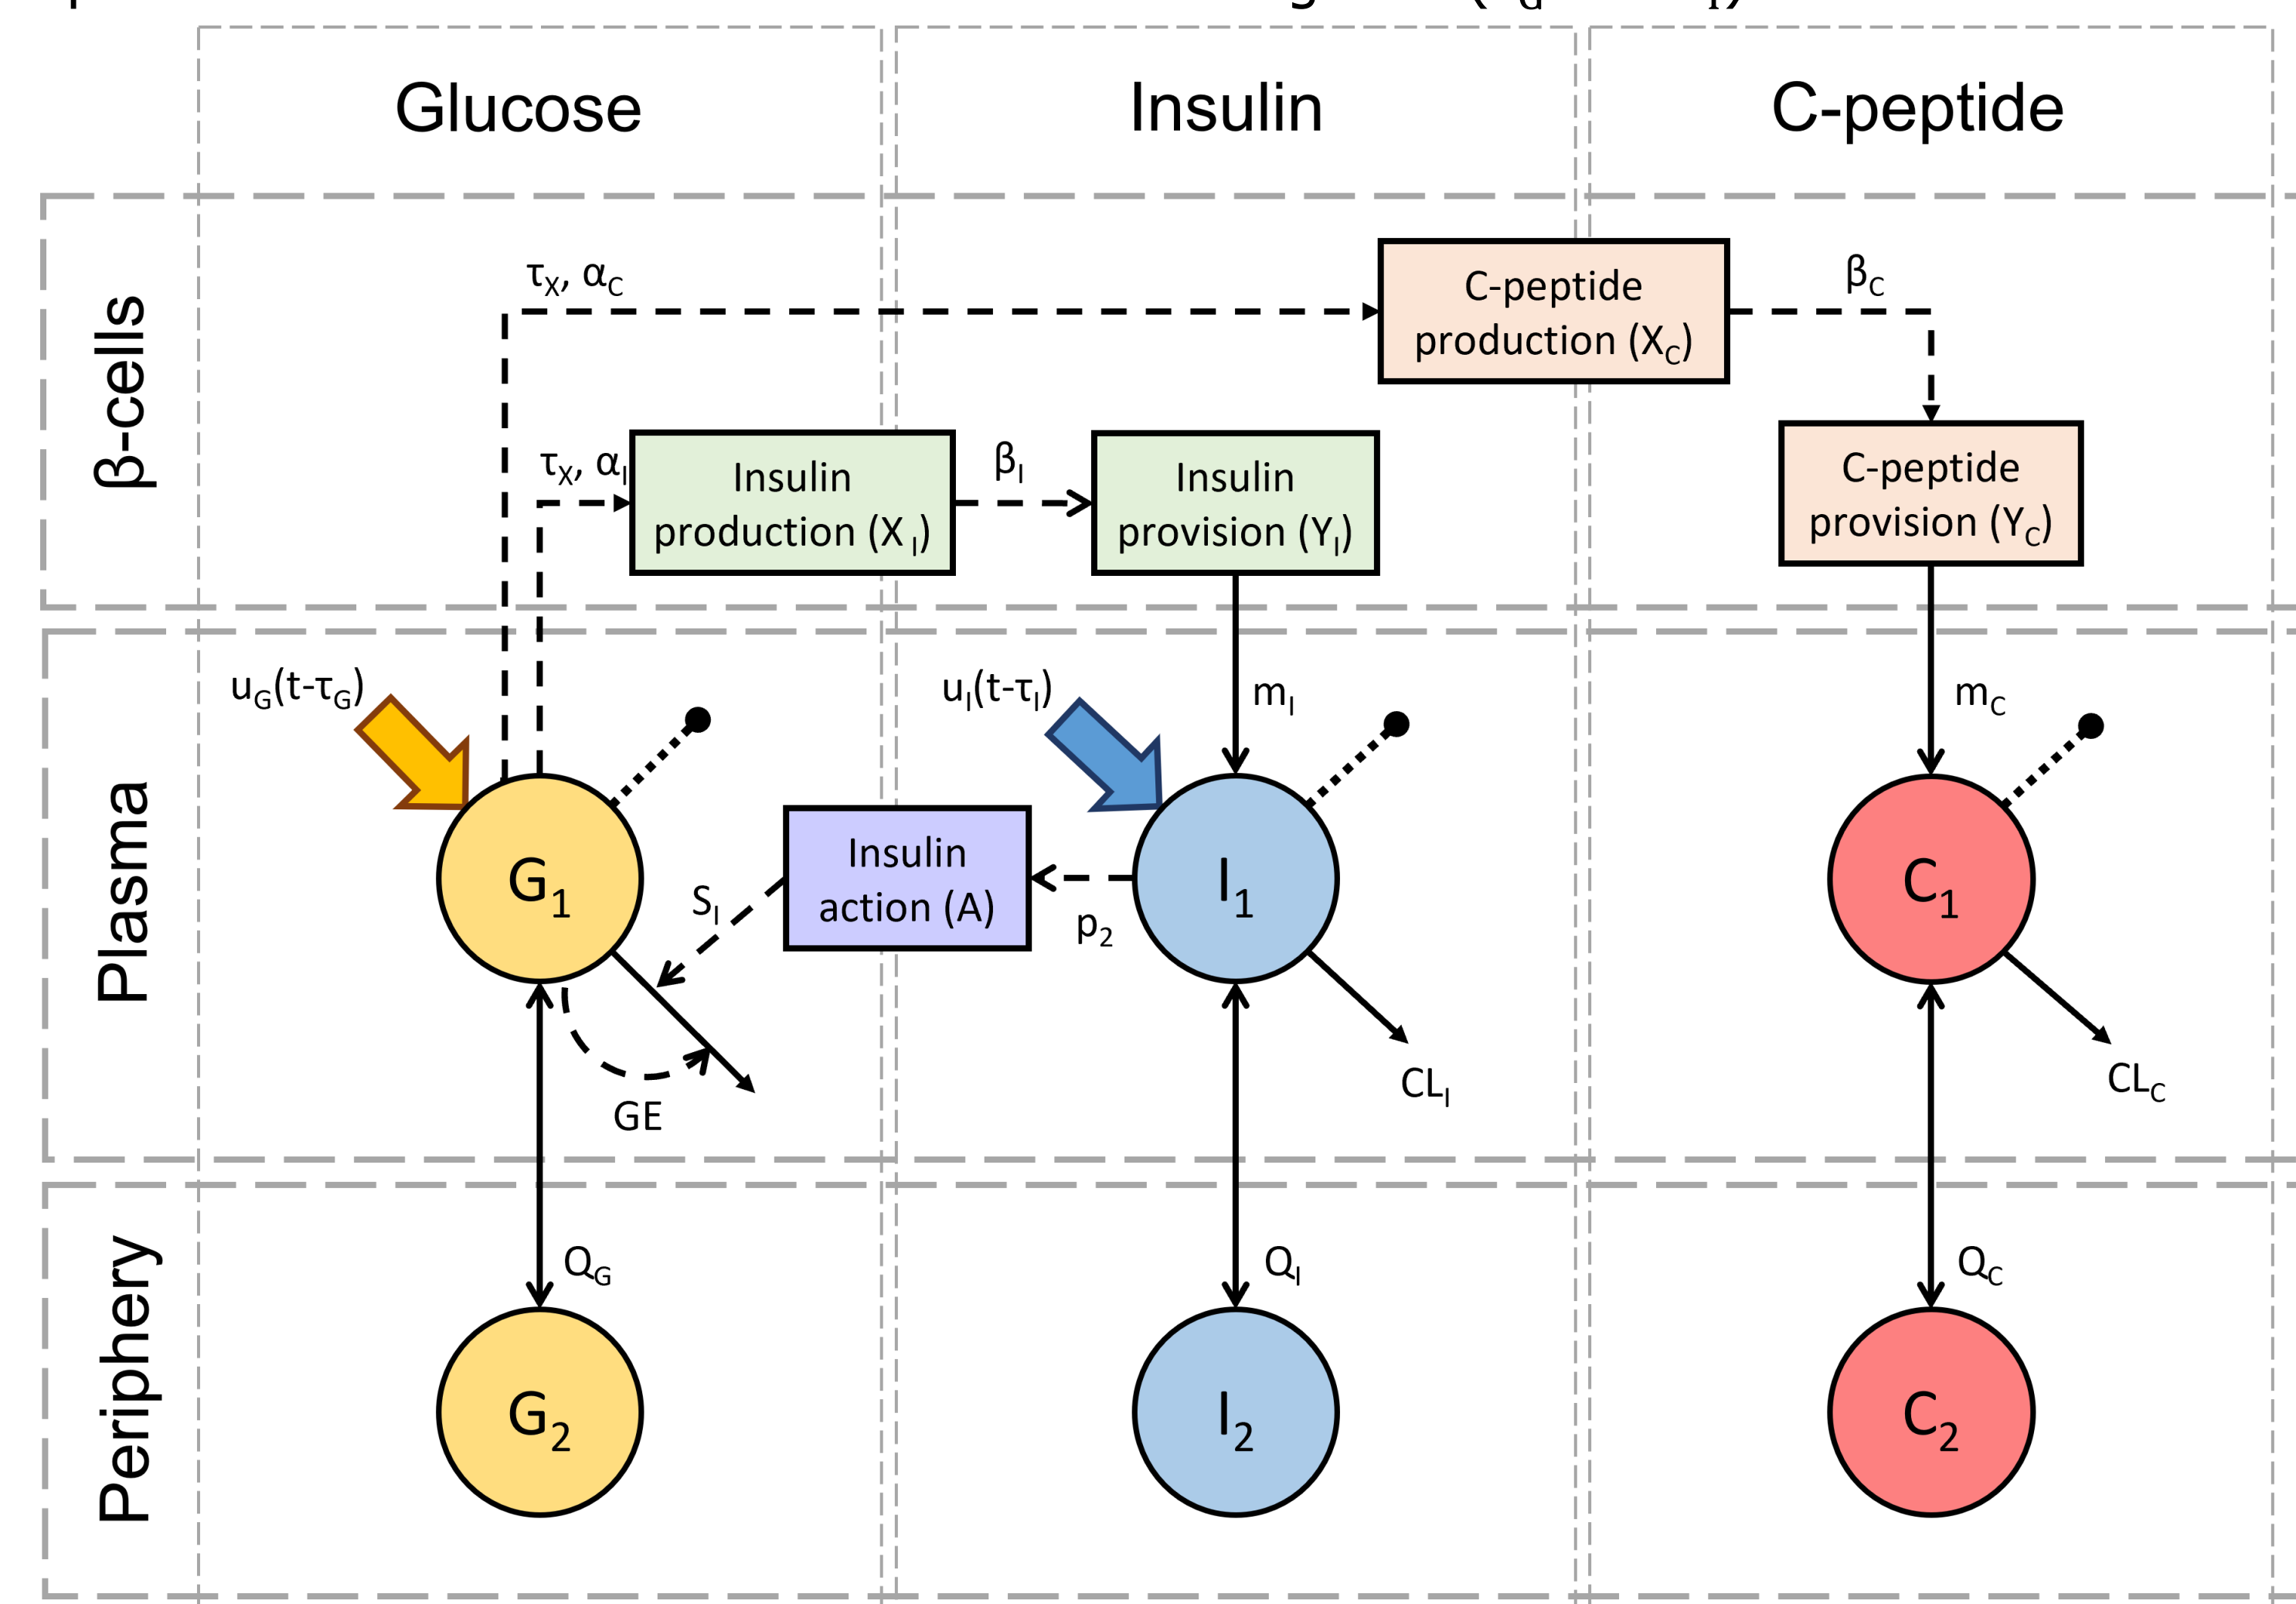 Glucose
Insulin
C-peptide
β-cells
τX, αC
C-peptide
production (XC)
βC
τX, αI
Insulin
production (X I)
βI
Insulin
provision (YI)
C-peptide
provision (YC)
Plasma
uG(t-τG)
uI(t-τI)
mI
mC
G1
SI
Insulin
action (A)
p2
I1
C1
GE
CLI
CLC
Periphery
QG
QI
QC
G2
I2
C2